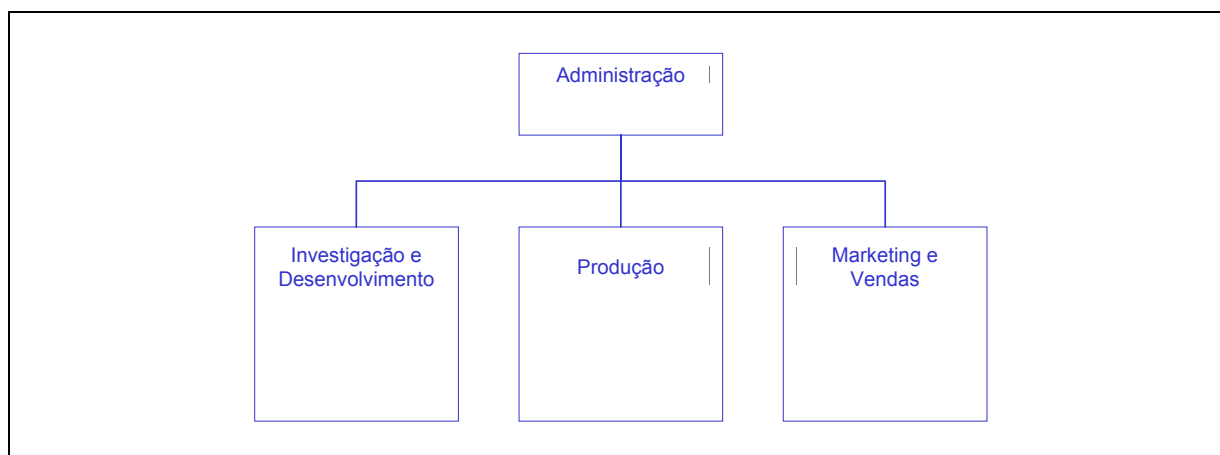 Administração
Investigação e
Desenvolvimento
Produção
Marketing e
Vendas